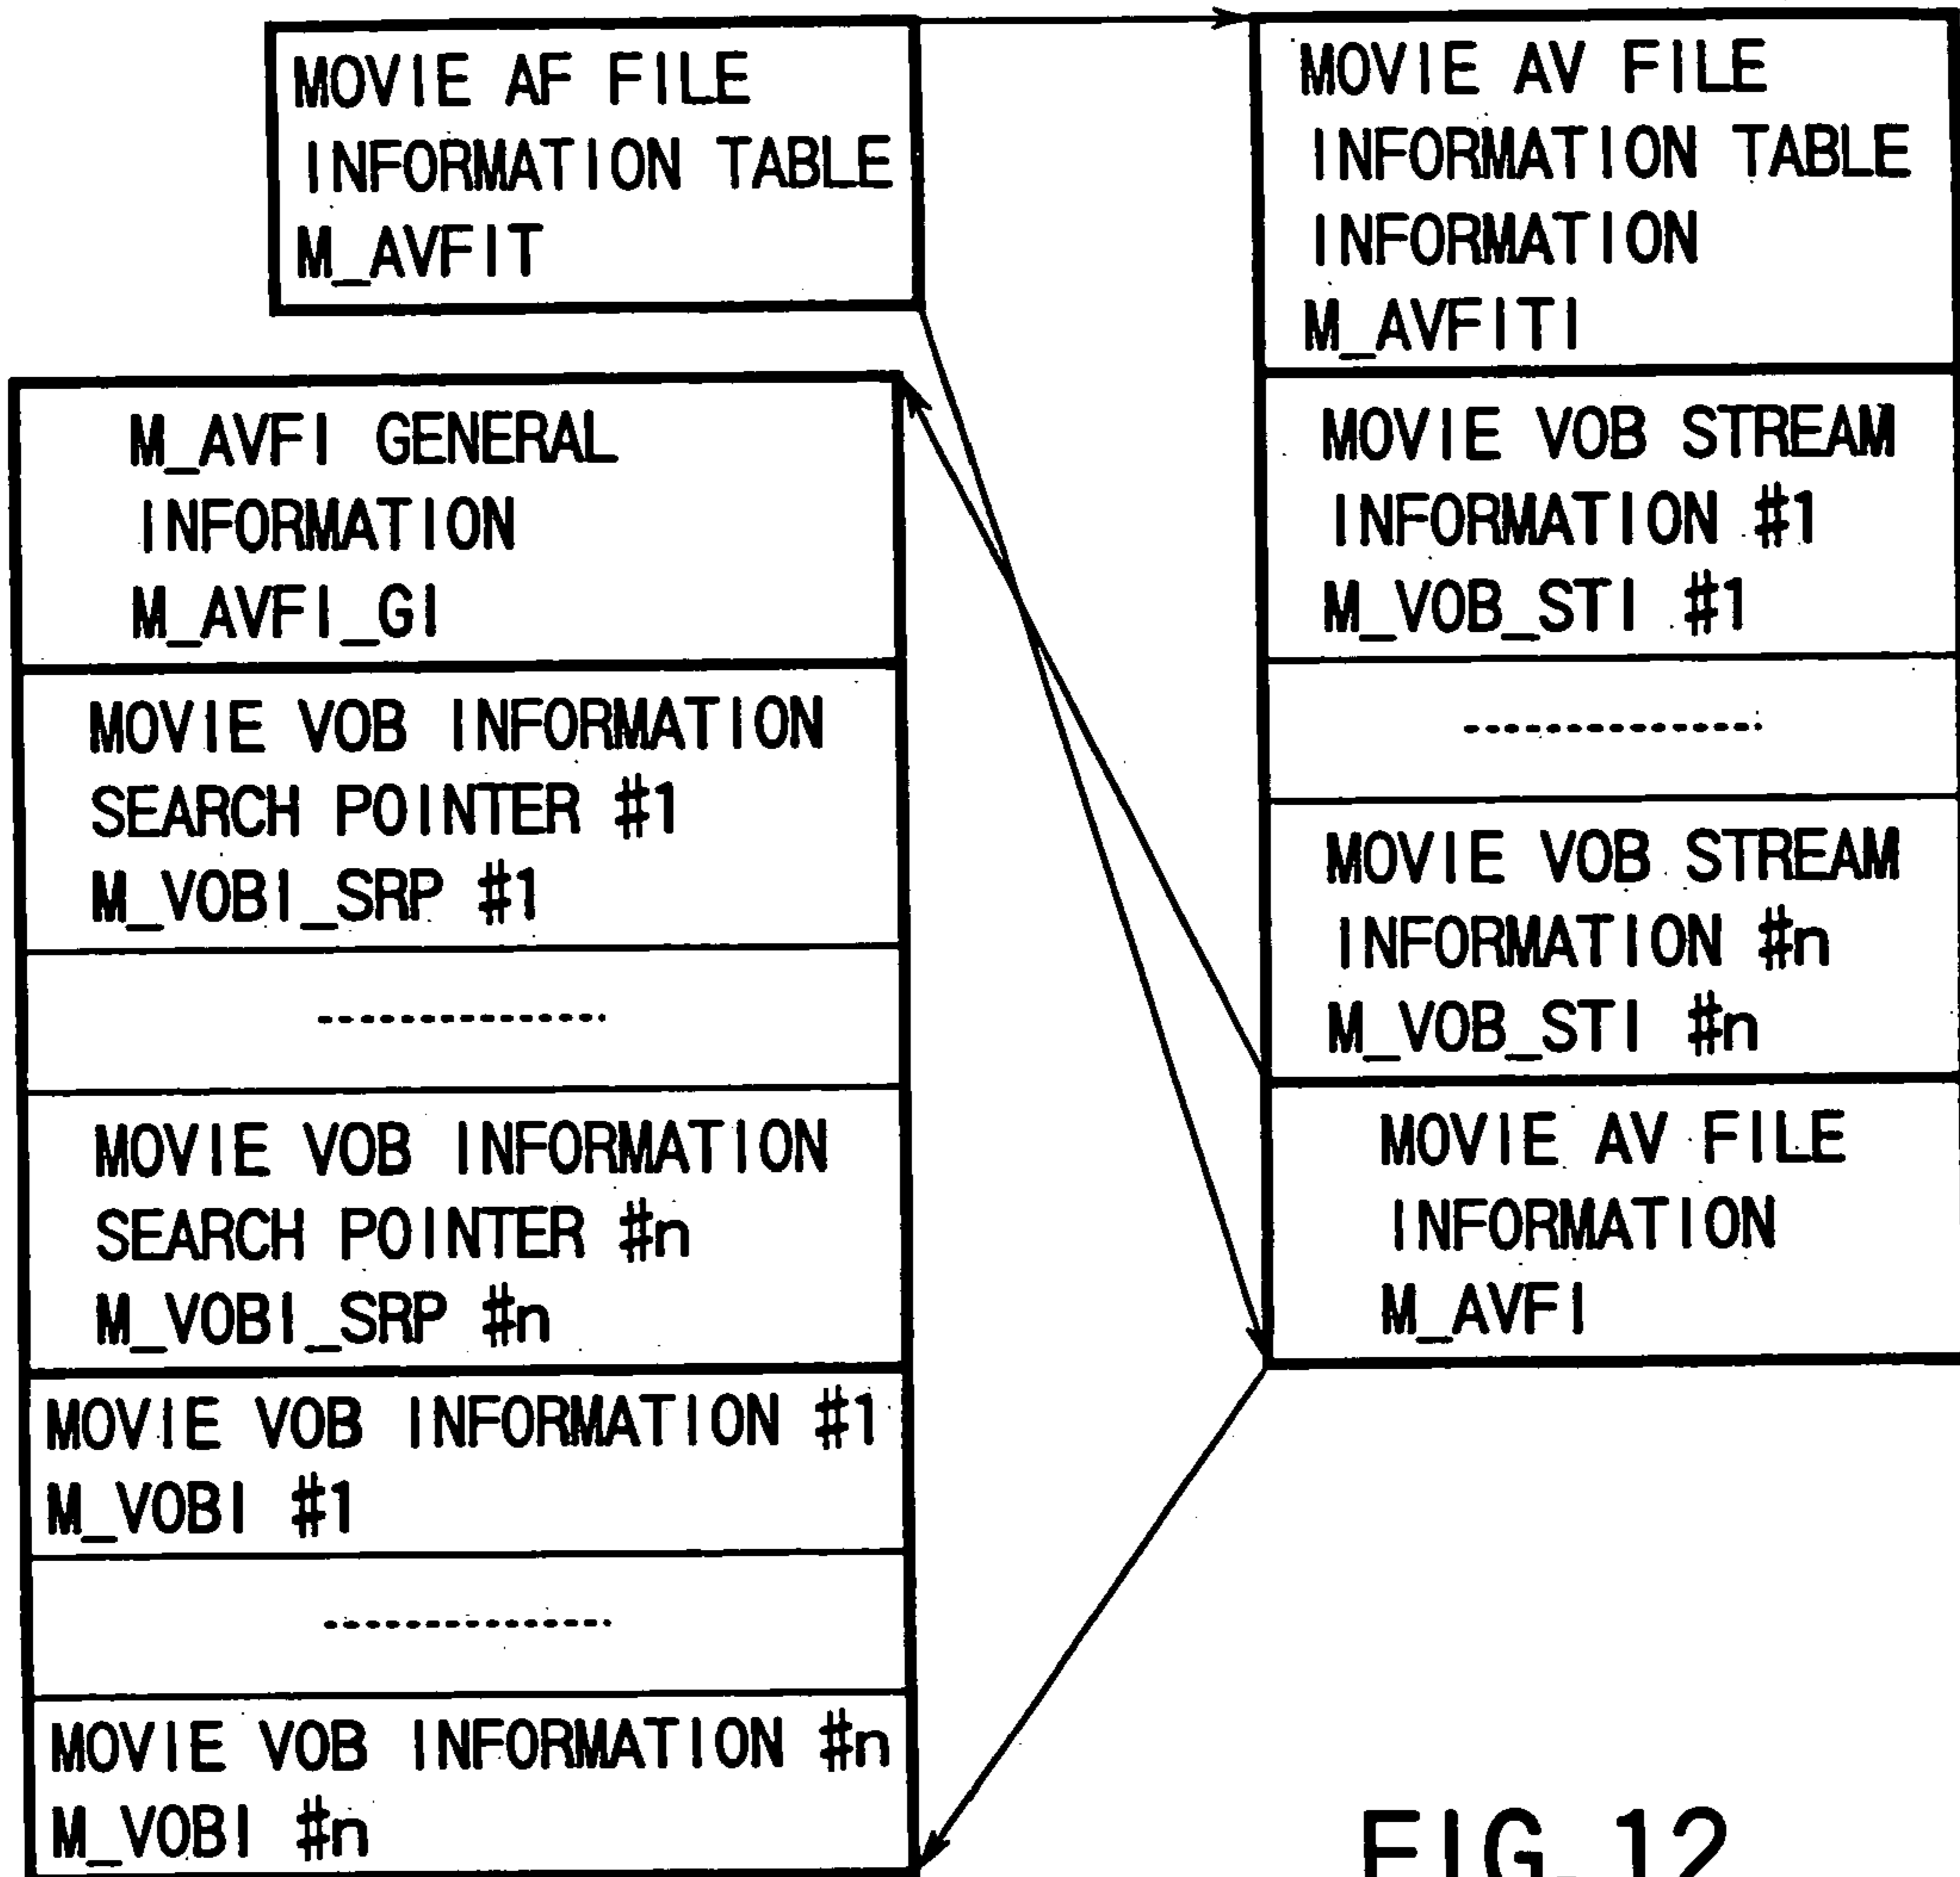 MOVIE AF FILE
INFORMATION TABLE
M_AVFIT
MOVIE AV FILE
INFORMATION TABLE
INFORMATION
M_AVFITI
MOVIE VOB STREAM
INFORMATION #1
M_VOB_STI #1
MOVIE VOB STREAM
INFORMATION #n
M_VOB_STI #n
MOVIE AV FILE
INFORMATION
M_AVFI
M_AVFI GENERAL
INFORMATION
M_AVFI_GI
MOVIE VOB INFORMATION
SEARCH POINTER #1
M_VOBI_SRP #1
MOVIE VOB INFORMATION
SEARCH POINTER #n
M_VOBI_SRP #n
MOVIE VOB INFORMATION #1
M_VOBI #1
MOVIE VOB INFORMATION #n
M_VOBI #n
FIG. 12